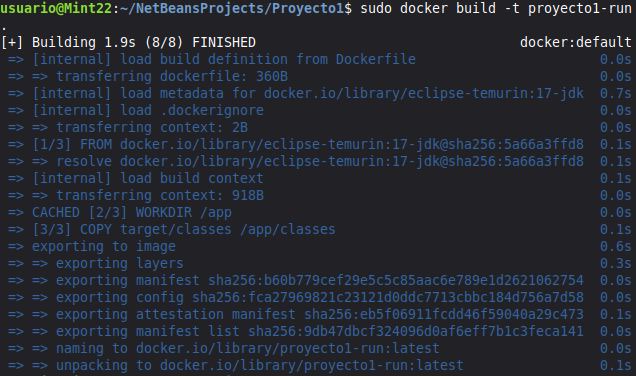 usuario@Mint22:~/NetBeansProjects/Proyecto1$ sudo docker build -t proyecto1-run
.
[+] Building 1.9s (8/8) FINISHED docker:default
=> [internal] load build definition from Dockerfile 0.0s
=> => transferring dockerfile: 360B 0.0s
=> [internal] load metadata for docker.io/library/eclipse-temurin:17-jdk 0.7s
=> [internal] load .dockerignore 0.0s
=> => transferring context: 2B 0.0s
=> [1/3] FROM docker.io/library/eclipse-temurin:17-jdk@sha256:5a66a3ffd8 0.1s
=> => resolve docker.io/library/eclipse-temurin:17-jdk@sha256:5a66a3ffd8 0.1s
=> [internal] load build context 0.1s
=> => transferring context: 918B 0.0s
=> CACHED [2/3] WORKDIR /app 0.0s
=> [3/3] COPY target/classes /app/classes 0.1s
=> exporting to image 0.6s
=> => exporting layers 0.3s
=> => exporting manifest sha256:b60b779cef29e5c5c85aac6e789e1d2621062754 0.0s
=> => exporting config sha256:fca27969821c23121d0ddc7713cbbc184d756a7d58 0.0s
=> => exporting attestation manifest sha256:eb5f06911fcdd46f59040a29c473 0.1s
=> => exporting manifest list sha256:9db47dbcf324096d0af6eff7b1c3feca141 0.0s
=> => naming to docker.io/library/proyecto1-run:latest 0.0s
=> => unpacking to docker.io/library/proyecto1-run:latest 0.1s